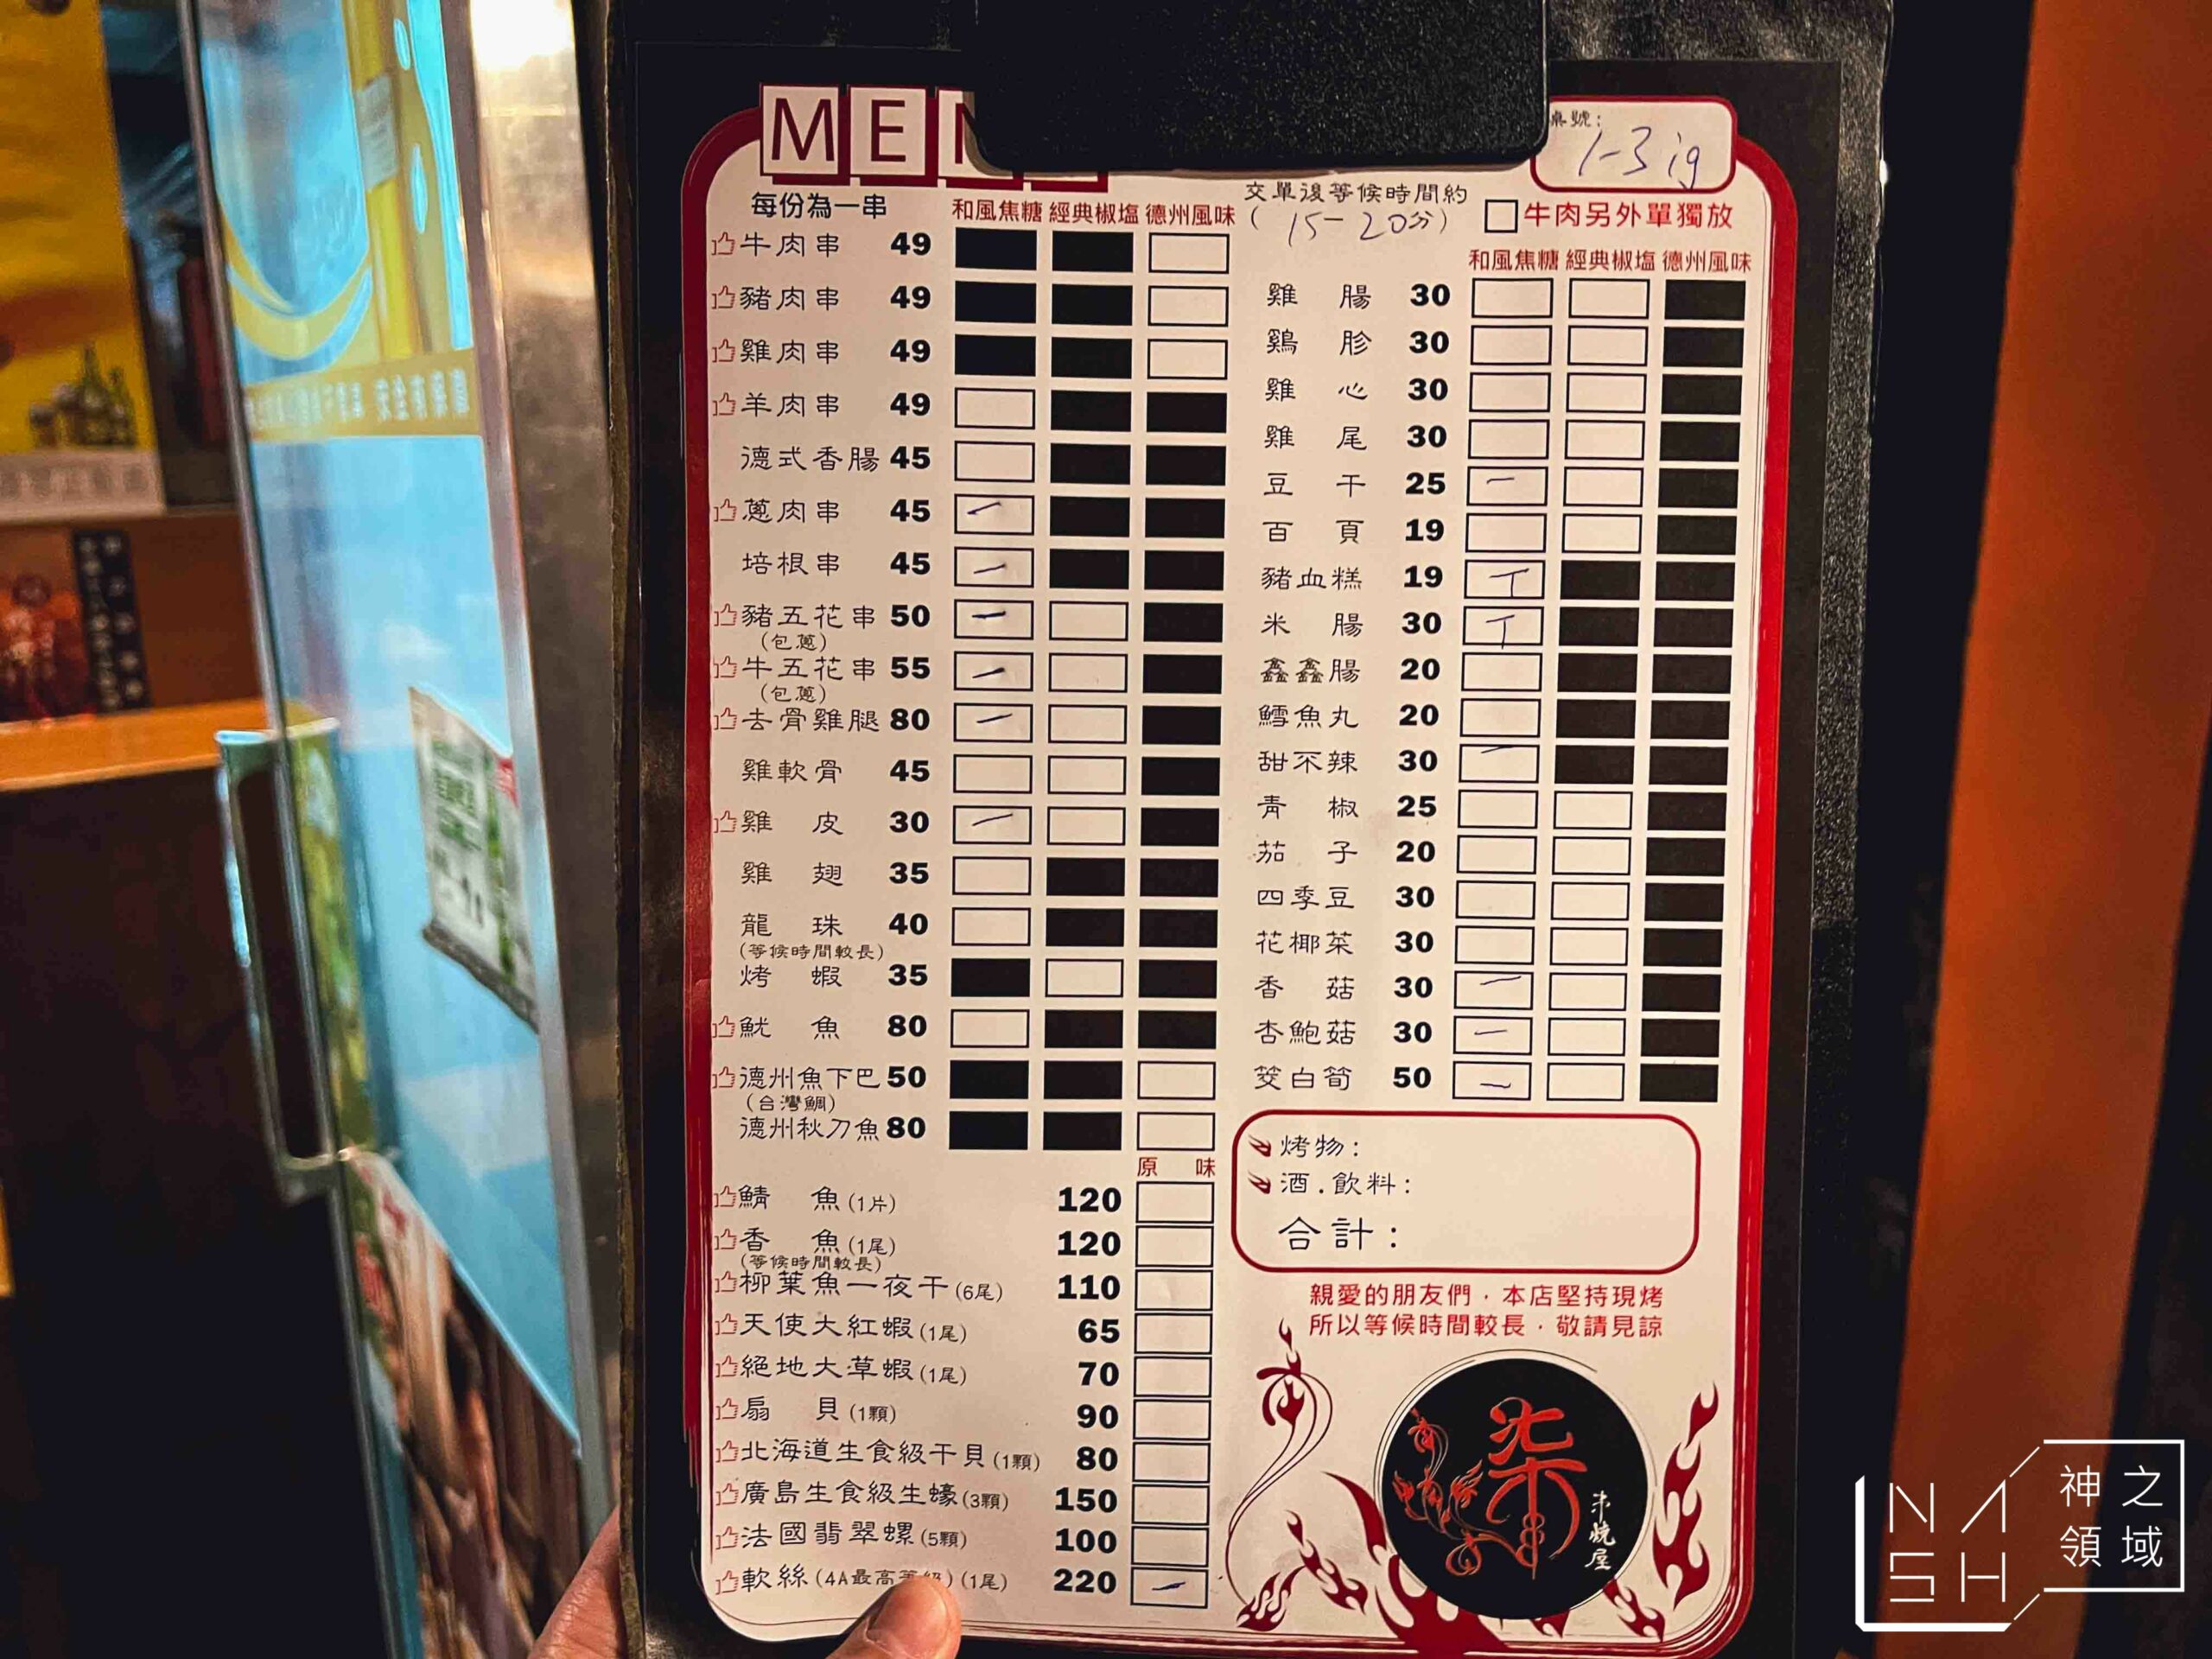 MEN
桌號:
1-3 ig
每份為一串
和風焦糖 經典椒塩 德州風味
牛肉串 49
豬肉串 49
雞肉串 49
羊肉串 49
德式香腸 45
蔥肉串 45
培根串 45
豬五花串 50
(包蔥)
牛五花串 55
(包蔥)
去骨雞腿 80
雞軟骨 45
雞皮 30
雞翅 35
龍珠 40
(等候時間較長)
烤蝦 35
魷魚 80
德州魚下巴 50
(台灣鯛)
德州秋刀魚 80
原味
鯖魚(1片) 120
香魚(1尾) 120
(等候時間較長)
柳葉魚一夜干(6尾) 110
天使大紅蝦(1尾) 65
絕地大草蝦(1尾) 70
扇貝(1顆) 90
北海道生食級干貝(1顆) 80
廣島生食級生蠔(3顆) 150
法國翡翠螺(5顆) 100
軟絲(4A最高等級)(1尾) 220
交單後等候時間約
(15-20分)
牛肉另外單獨放
和風焦糖 經典椒塩 德州風味
雞腸 30
鷄胗 30
雞心 30
雞尾 30
豆干 25
百頁 19
豬血糕 19
米腸 30
鑫鑫腸 20
鱈魚丸 20
甜不辣 30
青椒 25
茄子 20
四季豆 30
花椰菜 30
香菇 30
杏鮑菇 30
筊白筍 50
烤物:
酒.飲料:
合計:
親愛的朋友們，本店堅持現烤
所以等候時間較長，敬請見諒
柒
串燒屋
NASH
神之
領域